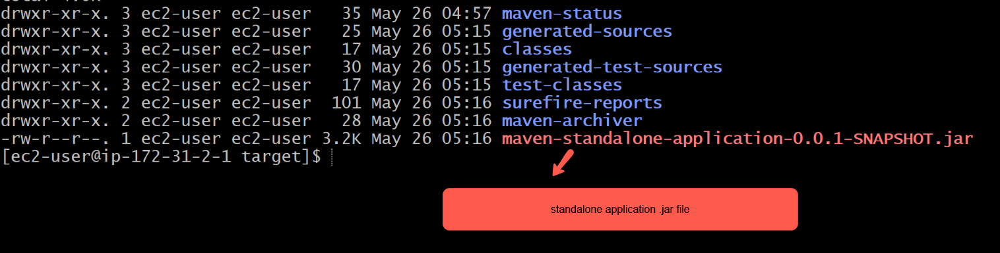 drwxr-xr-x. 3 ec2-user ec2-user   35 May 26 04:57 maven-status
drwxr-xr-x. 3 ec2-user ec2-user   25 May 26 05:15 generated-sources
drwxr-xr-x. 3 ec2-user ec2-user   17 May 26 05:15 classes
drwxr-xr-x. 3 ec2-user ec2-user   30 May 26 05:15 generated-test-sources
drwxr-xr-x. 3 ec2-user ec2-user   17 May 26 05:15 test-classes
drwxr-xr-x. 2 ec2-user ec2-user  101 May 26 05:16 surefire-reports
drwxr-xr-x. 2 ec2-user ec2-user   28 May 26 05:16 maven-archiver
-rw-r--r--. 1 ec2-user ec2-user 3.2K May 26 05:16 maven-standalone-application-0.0.1-SNAPSHOT.jar
[ec2-user@ip-172-31-2-1 target]$
standalone application .jar file